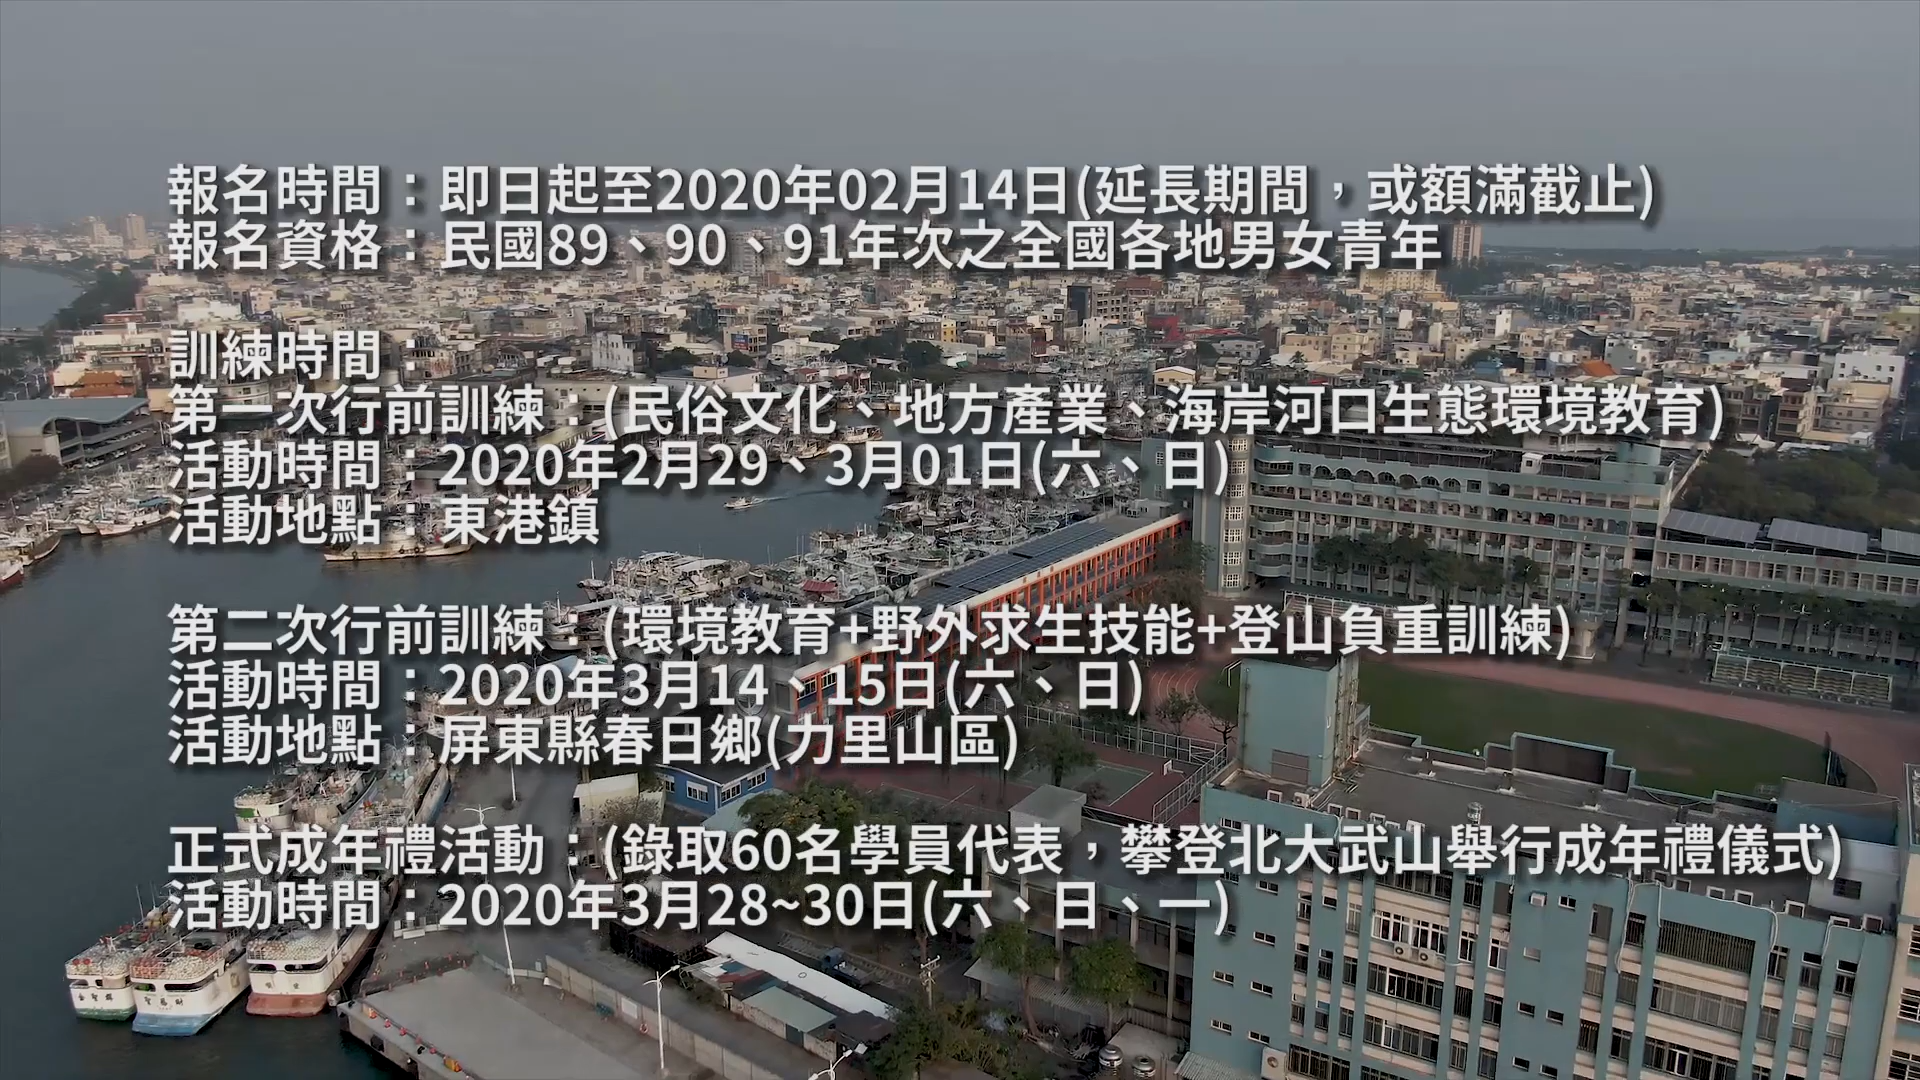 報名時間：即日起至2020年02月14日(延長期間，或額滿截止)
報名資格：民國89、90、91年次之全國各地男女青年
訓練時間：
第一次行前訓練：(民俗文化、地方產業、海岸河口生態環境教育)
活動時間：2020年2月29、3月01日(六、日)
活動地點：東港鎮
第二次行前訓練：(環境教育+野外求生技能+登山負重訓練)
活動時間：2020年3月14、15日(六、日)
活動地點：屏東縣春日鄉(力里山區)
正式成年禮活動：(錄取60名學員代表，攀登北大武山舉行成年禮儀式)
活動時間：2020年3月28~30日(六、日、一)